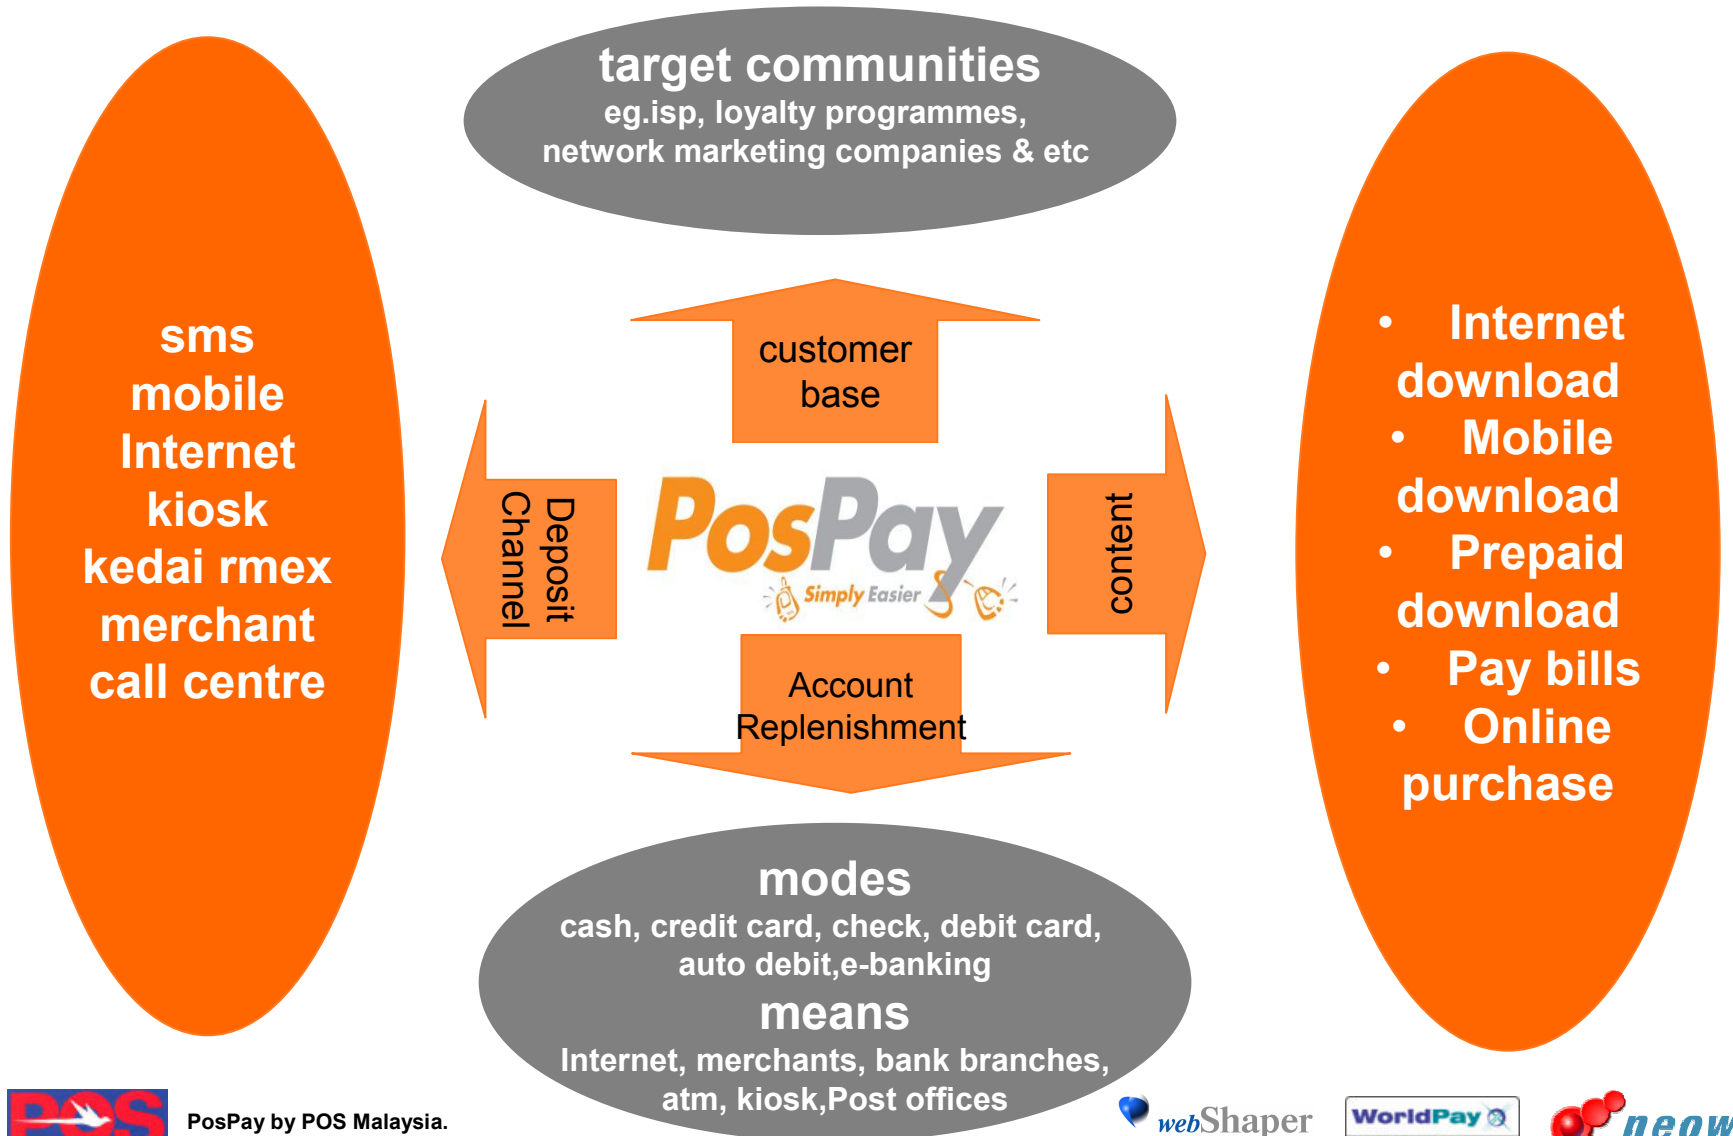 target communities
eg.isp, loyalty programmes,
network marketing companies & etc
sms
mobile
Internet
kiosk
kedai rmex
merchant
call centre
customer
base
Deposit
Channel
PosPay
Simply Easier
content
Account
Replenishment
• Internet
download
• Mobile
download
• Prepaid
download
• Pay bills
• Online
purchase
modes
cash, credit card, check, debit card,
auto debit,e-banking
means
Internet, merchants, bank branches,
atm, kiosk,Post offices
POS
PosPay by POS Malaysia.
webShaper
WorldPay
neow